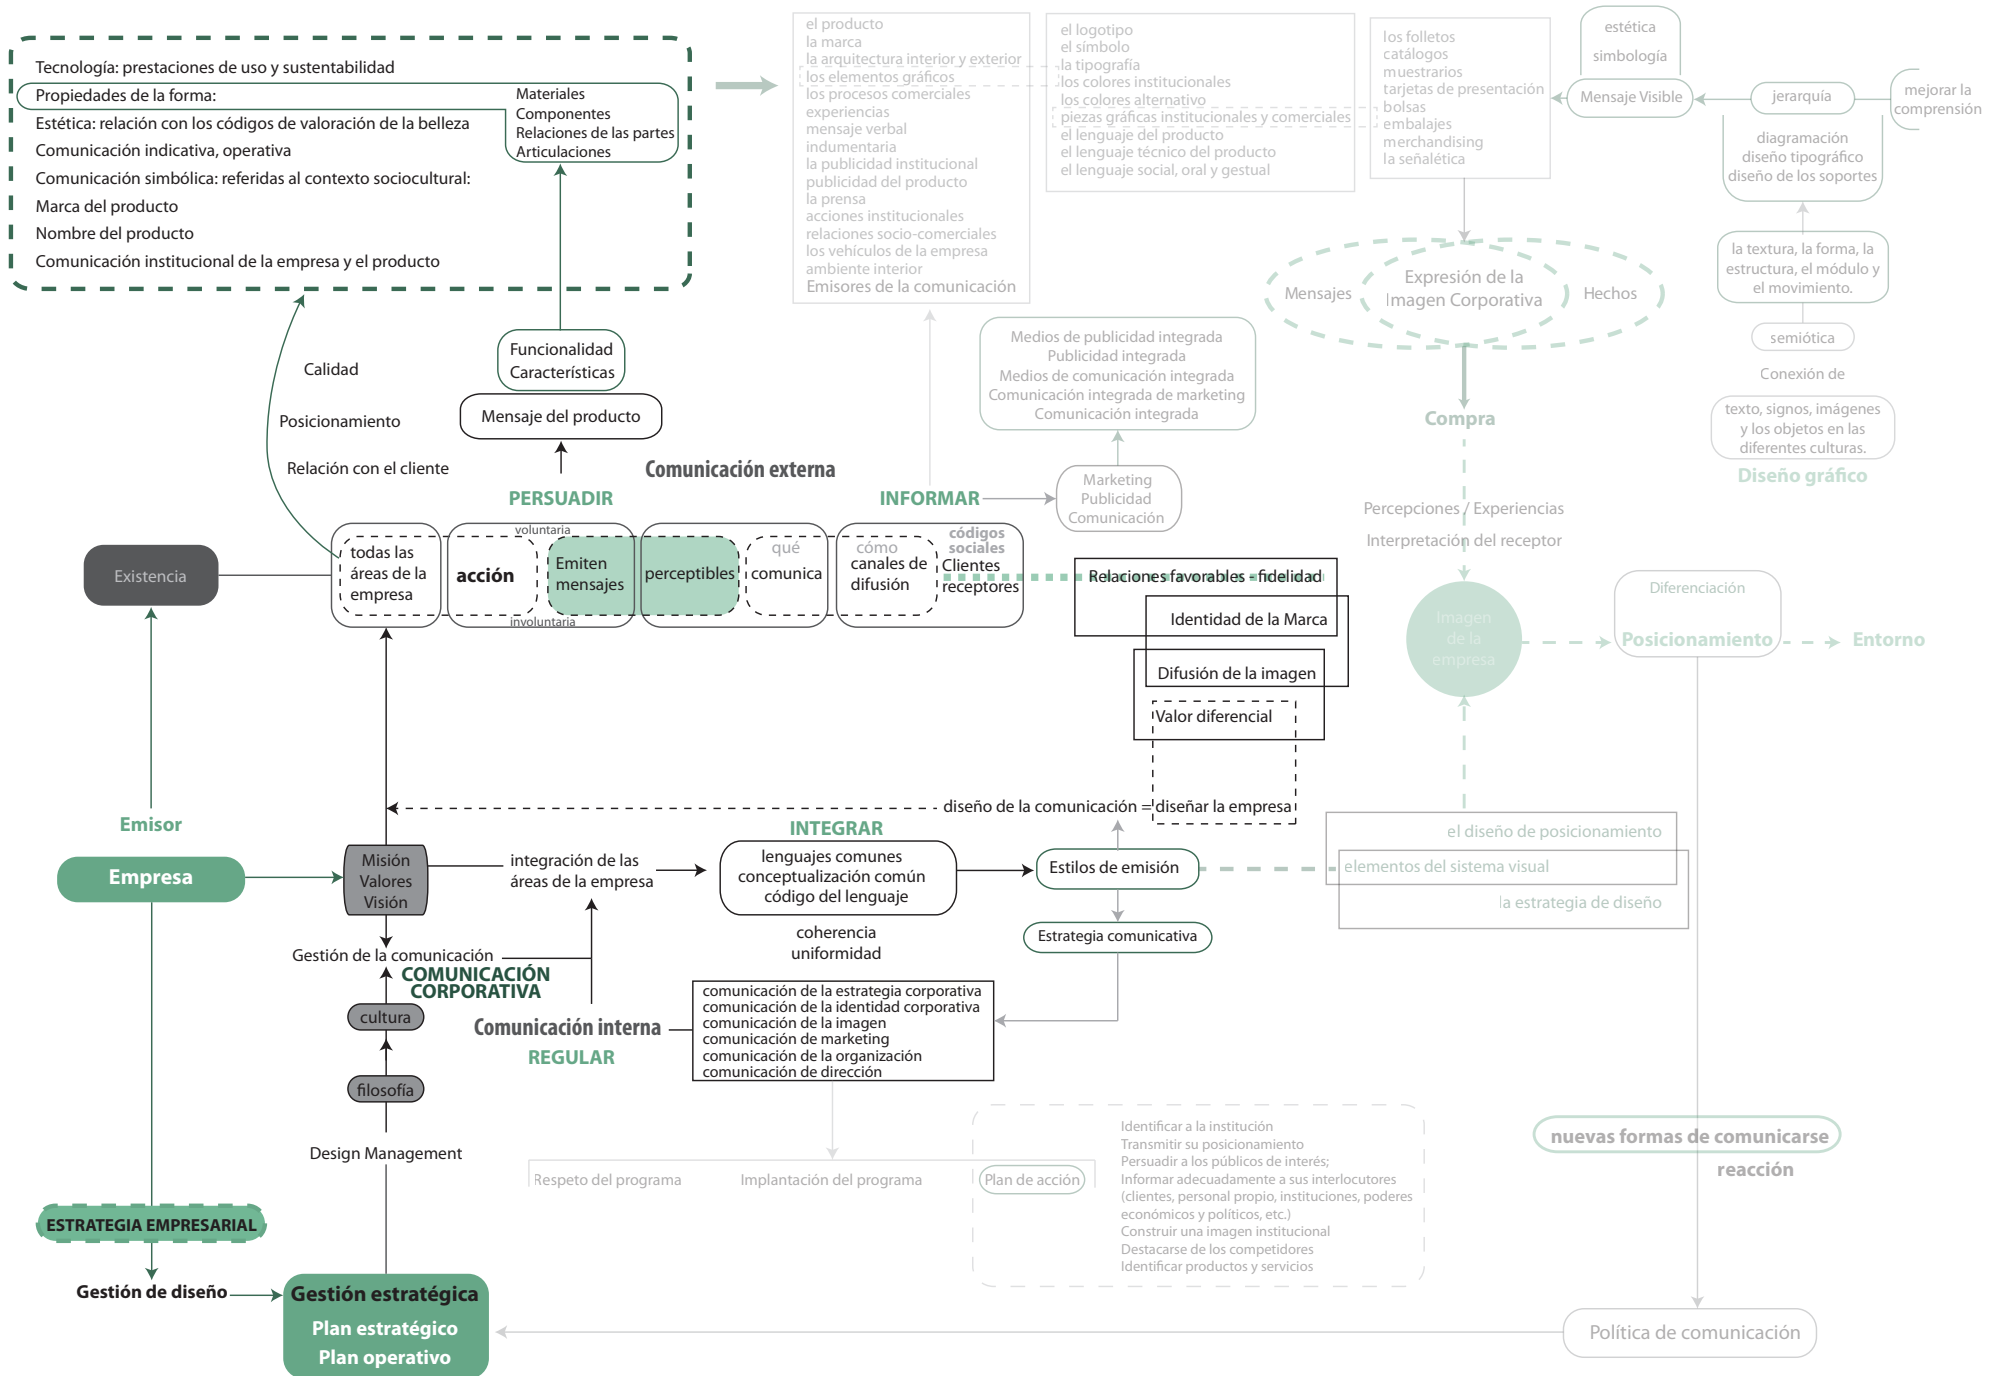 Tecnología: prestaciones de uso y sustentabilidad
Propiedades de la forma:
Materiales
Componentes
Relaciones de las partes
Articulaciones
Estética: relación con los códigos de valoración de la belleza
Comunicación indicativa, operativa
Comunicación simbólica: referidas al contexto sociocultural:
Marca del producto
Nombre del producto
Comunicación institucional de la empresa y el producto
el producto
la marca
la arquitectura interior y exterior
los elementos gráficos
los procesos comerciales
experiencias
mensaje verbal
indumentaria
la publicidad institucional
publicidad del producto
la prensa
acciones institucionales
relaciones socio-comerciales
los vehículos de la empresa
ambiente interior
Emisores de la comunicación
el logotipo
el símbolo
la tipografía
los colores institucionales
los colores alternativo
piezas gráficas institucionales y comerciales
el lenguaje del producto
el lenguaje técnico del producto
el lenguaje social, oral y gestual
los folletos
catálogos
muestrarios
tarjetas de presentación
bolsas
embalajes
merchandising
la señalética
estética
simbología
Mensaje Visible
jerarquía
mejorar la
comprensión
diagramación
diseño tipográfico
diseño de los soportes
la textura, la forma, la
estructura, el módulo y
el movimiento.
semiótica
Conexión de
texto, signos, imágenes
y los objetos en las
diferentes culturas.
Diseño gráfico
Mensajes
Expresión de la
Imagen Corporativa
Hechos
Compra
Percepciones / Experiencias
Interpretación del receptor
Imagen
de la
empresa
Diferenciación
Posicionamiento
Entorno
Calidad
Posicionamiento
Relación con el cliente
Funcionalidad
Características
Mensaje del producto
Comunicación externa
PERSUADIR
INFORMAR
Medios de publicidad integrada
Publicidad integrada
Medios de comunicación integrada
Comunicación integrada de marketing
Comunicación integrada
Marketing
Publicidad
Comunicación
Existencia
todas las
áreas de la
empresa
voluntaria
acción
involuntaria
Emiten
mensajes
perceptibles
qué
comunica
cómo
canales de
difusión
códigos
sociales
Clientes
receptores
Relaciones favorables - fidelidad
Identidad de la Marca
Difusión de la imagen
Valor diferencial
diseño de la comunicación = diseñar la empresa
Emisor
Empresa
Misión
Valores
Visión
integración de las
áreas de la empresa
INTEGRAR
lenguajes comunes
conceptualización común
código del lenguaje
coherencia
uniformidad
Estilos de emisión
Estrategia comunicativa
el diseño de posicionamiento
elementos del sistema visual
la estrategia de diseño
Gestión de la comunicación
COMUNICACIÓN
CORPORATIVA
cultura
filosofía
Comunicación interna
REGULAR
comunicación de la estrategia corporativa
comunicación de la identidad corporativa
comunicación de la imagen
comunicación de marketing
comunicación de la organización
comunicación de dirección
Design Management
Respeto del programa
Implantación del programa
Plan de acción
Identificar a la institución
Transmitir su posicionamiento
Persuadir a los públicos de interés;
Informar adecuadamente a sus interlocutores
(clientes, personal propio, instituciones, poderes
económicos y políticos, etc.)
Construir una imagen institucional
Destacarse de los competidores
Identificar productos y servicios
nuevas formas de comunicarse
reacción
ESTRATEGIA EMPRESARIAL
Gestión de diseño
Gestión estratégica
Plan estratégico
Plan operativo
Política de comunicación